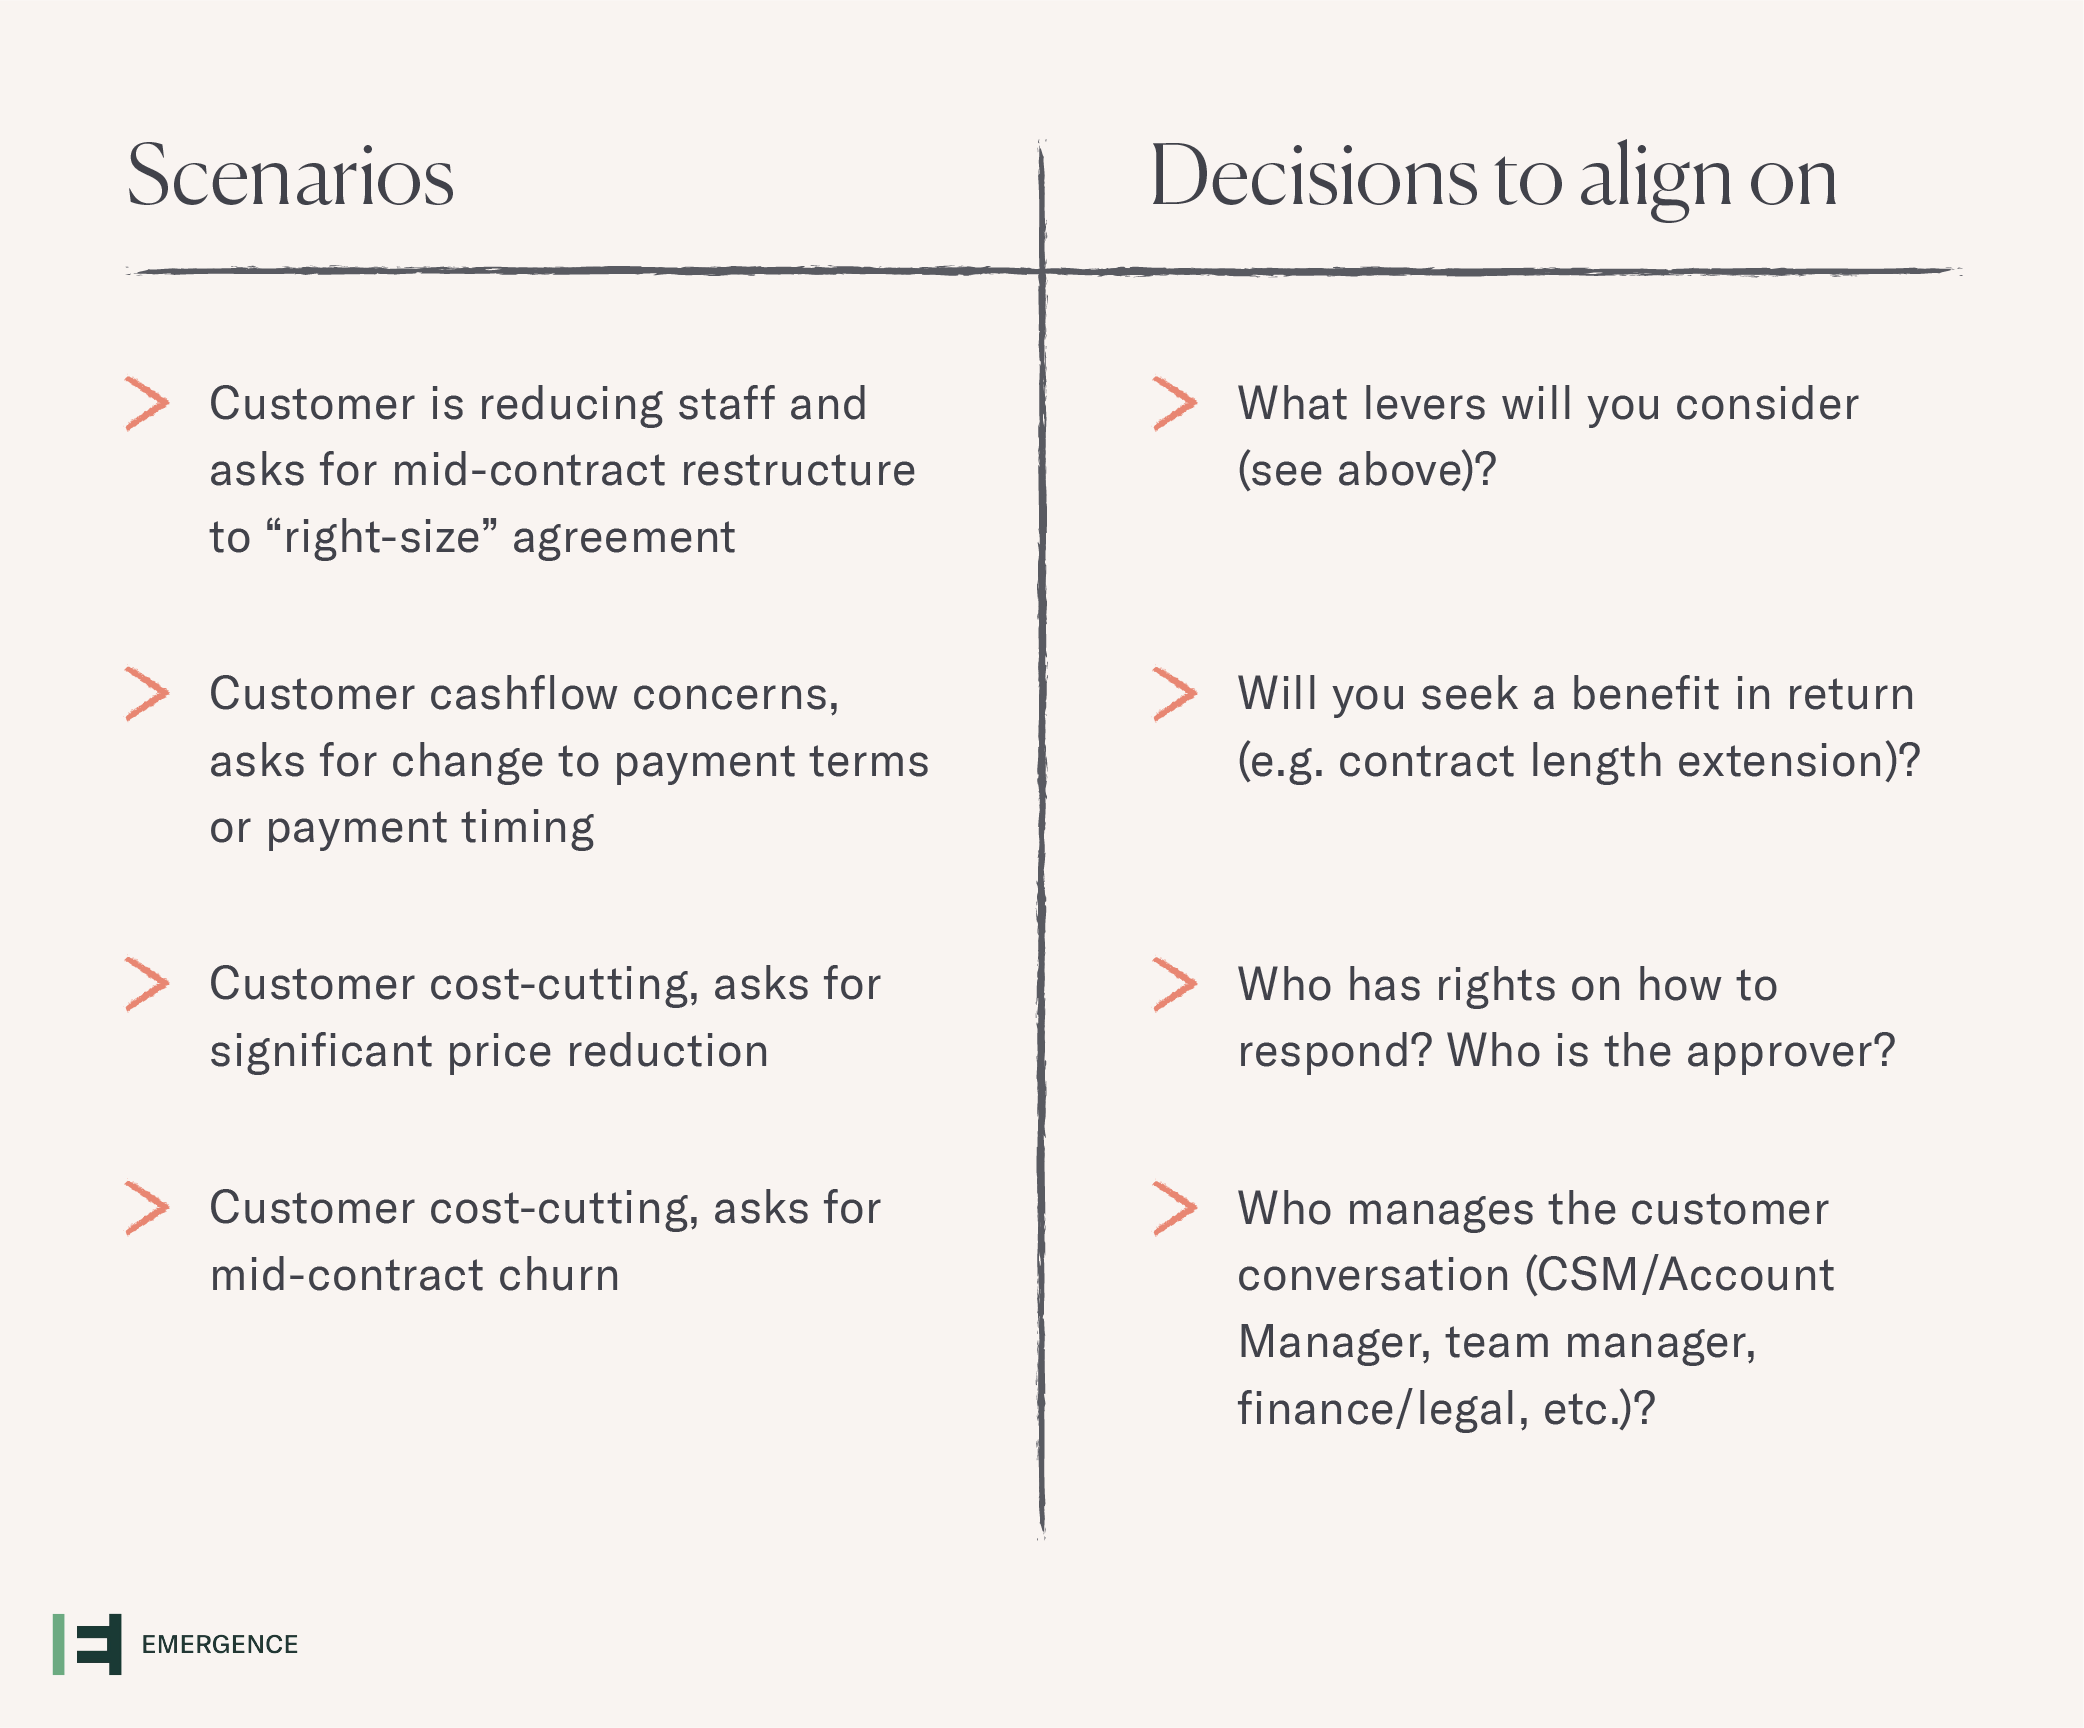 Scenarios
Customer is reducing staff and
asks for mid-contract restructure
to “right-size” agreement
Customer cashflow concerns,
asks for change to payment terms
or payment timing
Customer cost-cutting, asks for
significant price reduction
Customer cost-cutting, asks for
mid-contract churn
Decisions to align on
What levers will you consider
(see above)?
Will you seek a benefit in return
(e.g. contract length extension)?
Who has rights on how to
respond? Who is the approver?
Who manages the customer
conversation (CSM/Account
Manager, team manager,
finance/legal, etc.)?
EMERGENCE